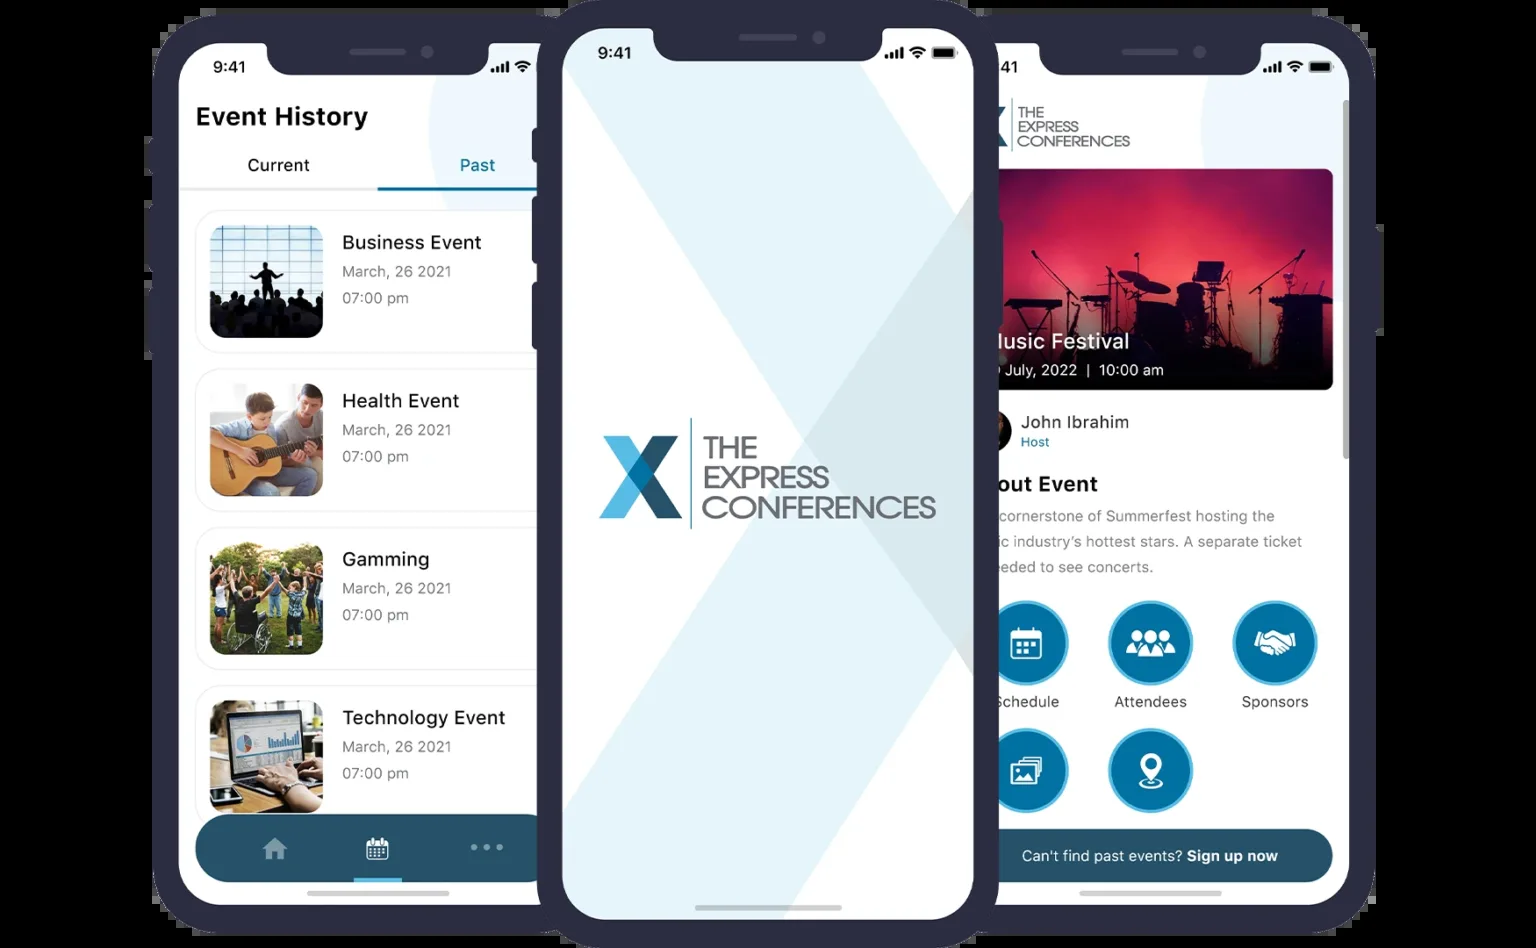 9:41
Event History
Current
Past
Business Event
March, 26 2021
07:00 pm
Health Event
March, 26 2021
07:00 pm
Gamming
March, 26 2021
07:00 pm
Technology Event
March, 26 2021
07:00 pm
9:41
THE
EXPRESS
CONFERENCES
41
THE
EXPRESS
CONFERENCES
usic Festival
July, 2022 | 10:00 am
John Ibrahim
Host
out Event
cornerstone of Summerfest hosting the
ic industry's hottest stars. A separate ticket
eded to see concerts.
Schedule
Attendees
Sponsors
Can't find past events? Sign up now